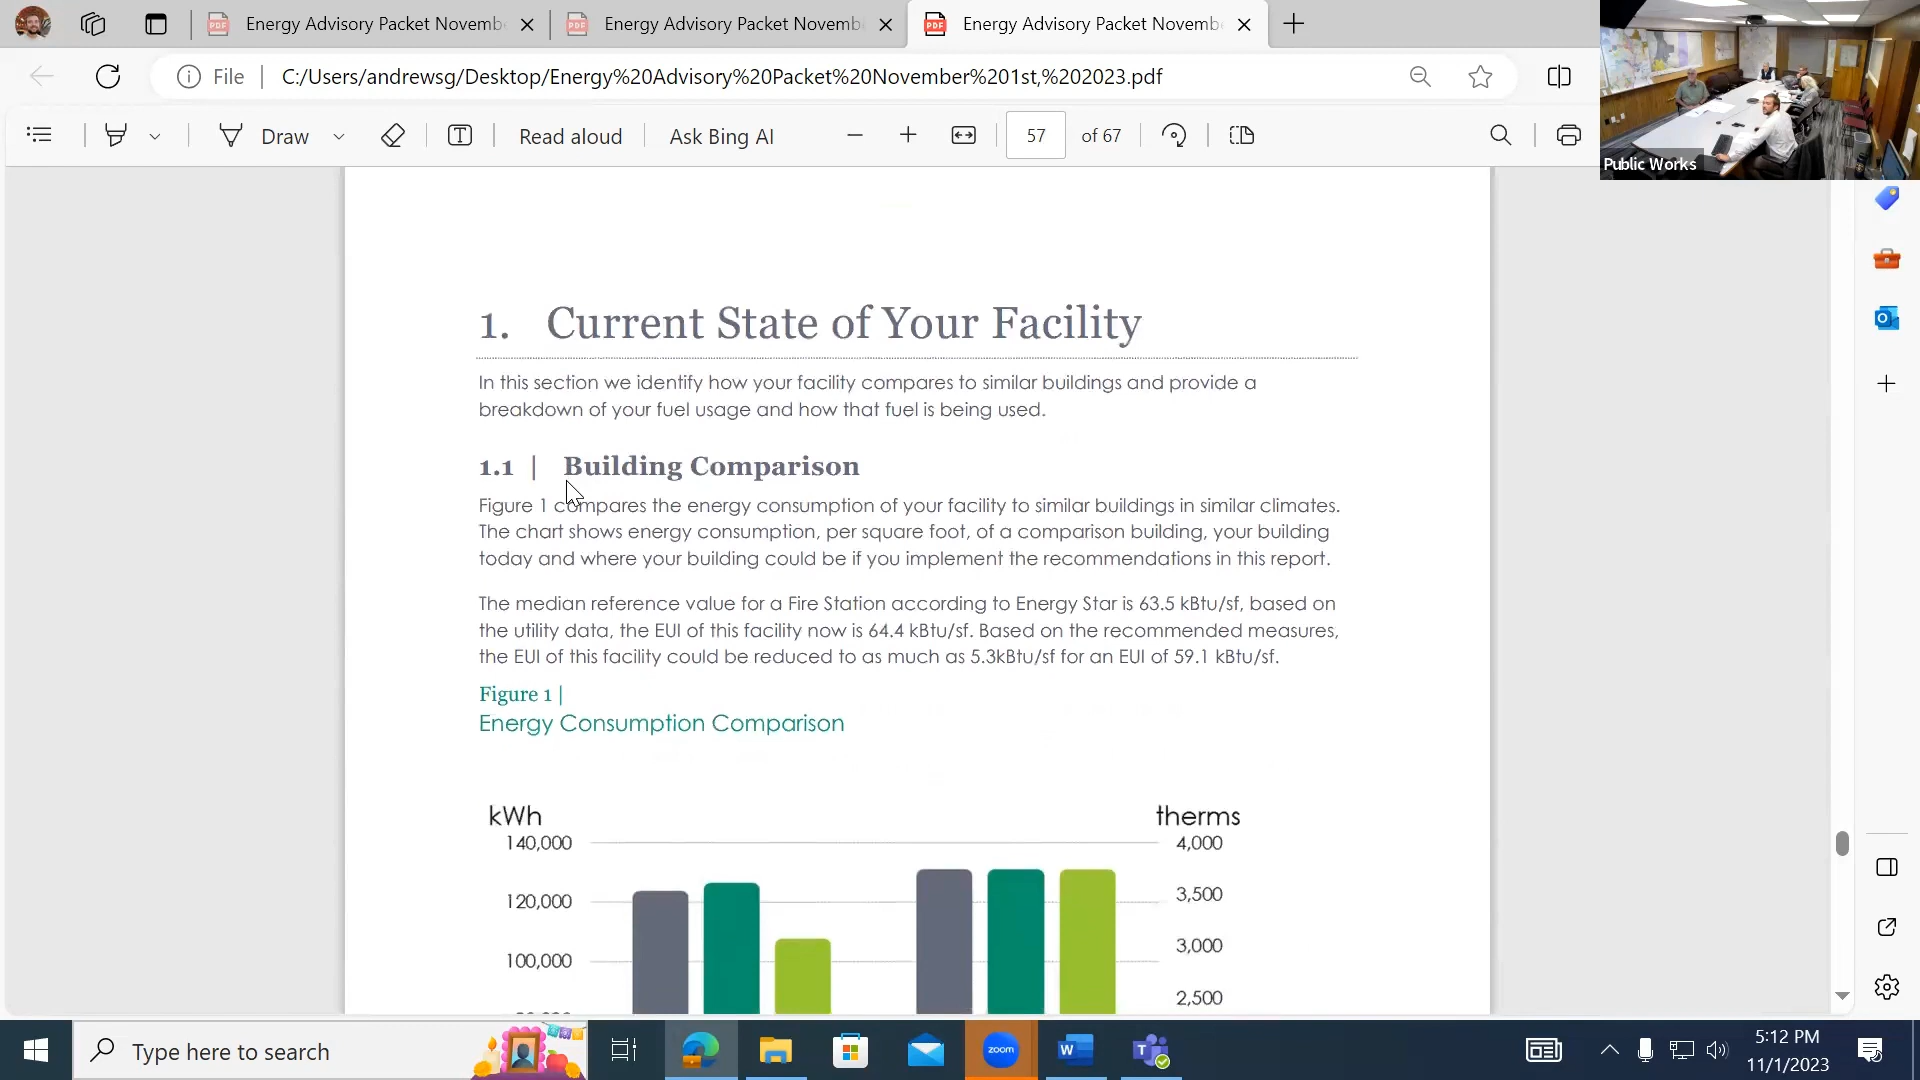 Energy Advisory Packet Novembe
Energy Advisory Packet Novemb
Energy Advisory Packet Novembe
File
C:/Users/andrewsg/Desktop/Energy%20Advisory%20Packet%20November%201st,%202023.pdf
Draw
Read aloud
Ask Bing AI
57
of 67
Public Works
1. Current State of Your Facility
In this section we identify how your facility compares to similar buildings and provide a
breakdown of your fuel usage and how that fuel is being used.
1.1 | Building Comparison
Figure 1 compares the energy consumption of your facility to similar buildings in similar climates.
The chart shows energy consumption, per square foot, of a comparison building, your building
today and where your building could be if you implement the recommendations in this report.
The median reference value for a Fire Station according to Energy Star is 63.5 kBtu/sf, based on
the utility data, the EUI of this facility now is 64.4 kBtu/sf. Based on the recommended measures,
the EUI of this facility could be reduced to as much as 5.3kBtu/sf for an EUI of 59.1 kBtu/sf.
Figure 1 |
Energy Consumption Comparison
kWh
therms
140,000
4,000
120,000
3,500
100,000
3,000
2,500
Type here to search
zoom
5:12 PM
11/1/2023